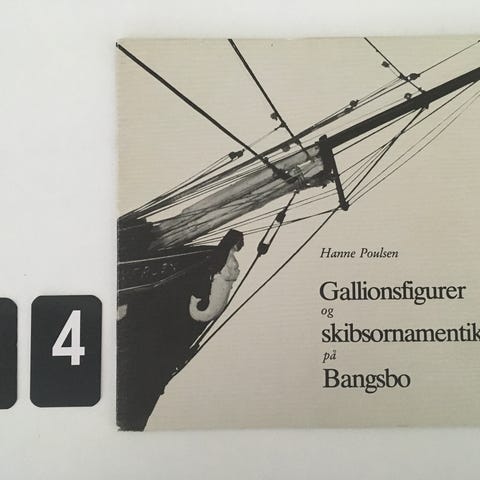 Hanne Poulsen
Gallionsfigurer
og
skibsornamentik
på
Bangsbo
4